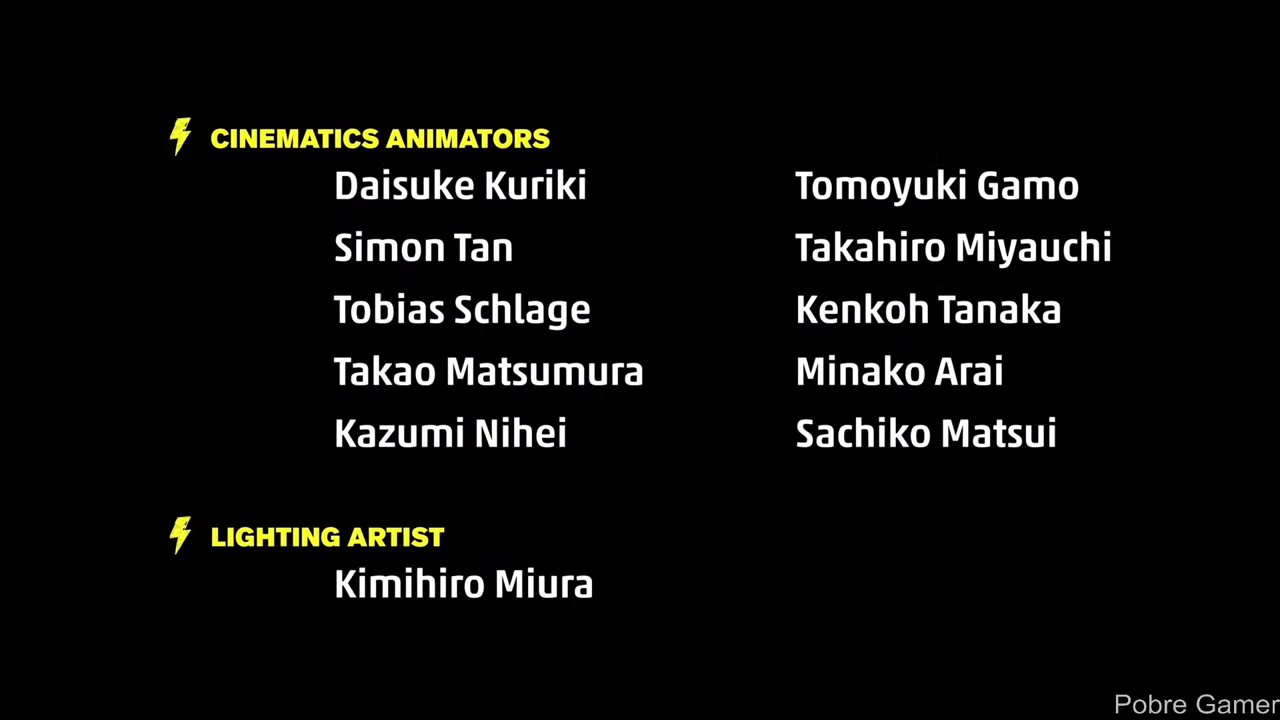 CINEMATICS ANIMATORS
Daisuke Kuriki Tomoyuki Gamo
Simon Tan Takahiro Miyauchi
Tobias Schlage Kenkoh Tanaka
Takao Matsumura Minako Arai
Kazumi Nihei Sachiko Matsui
LIGHTING ARTIST
Kimihiro Miura
Pobre Gamer